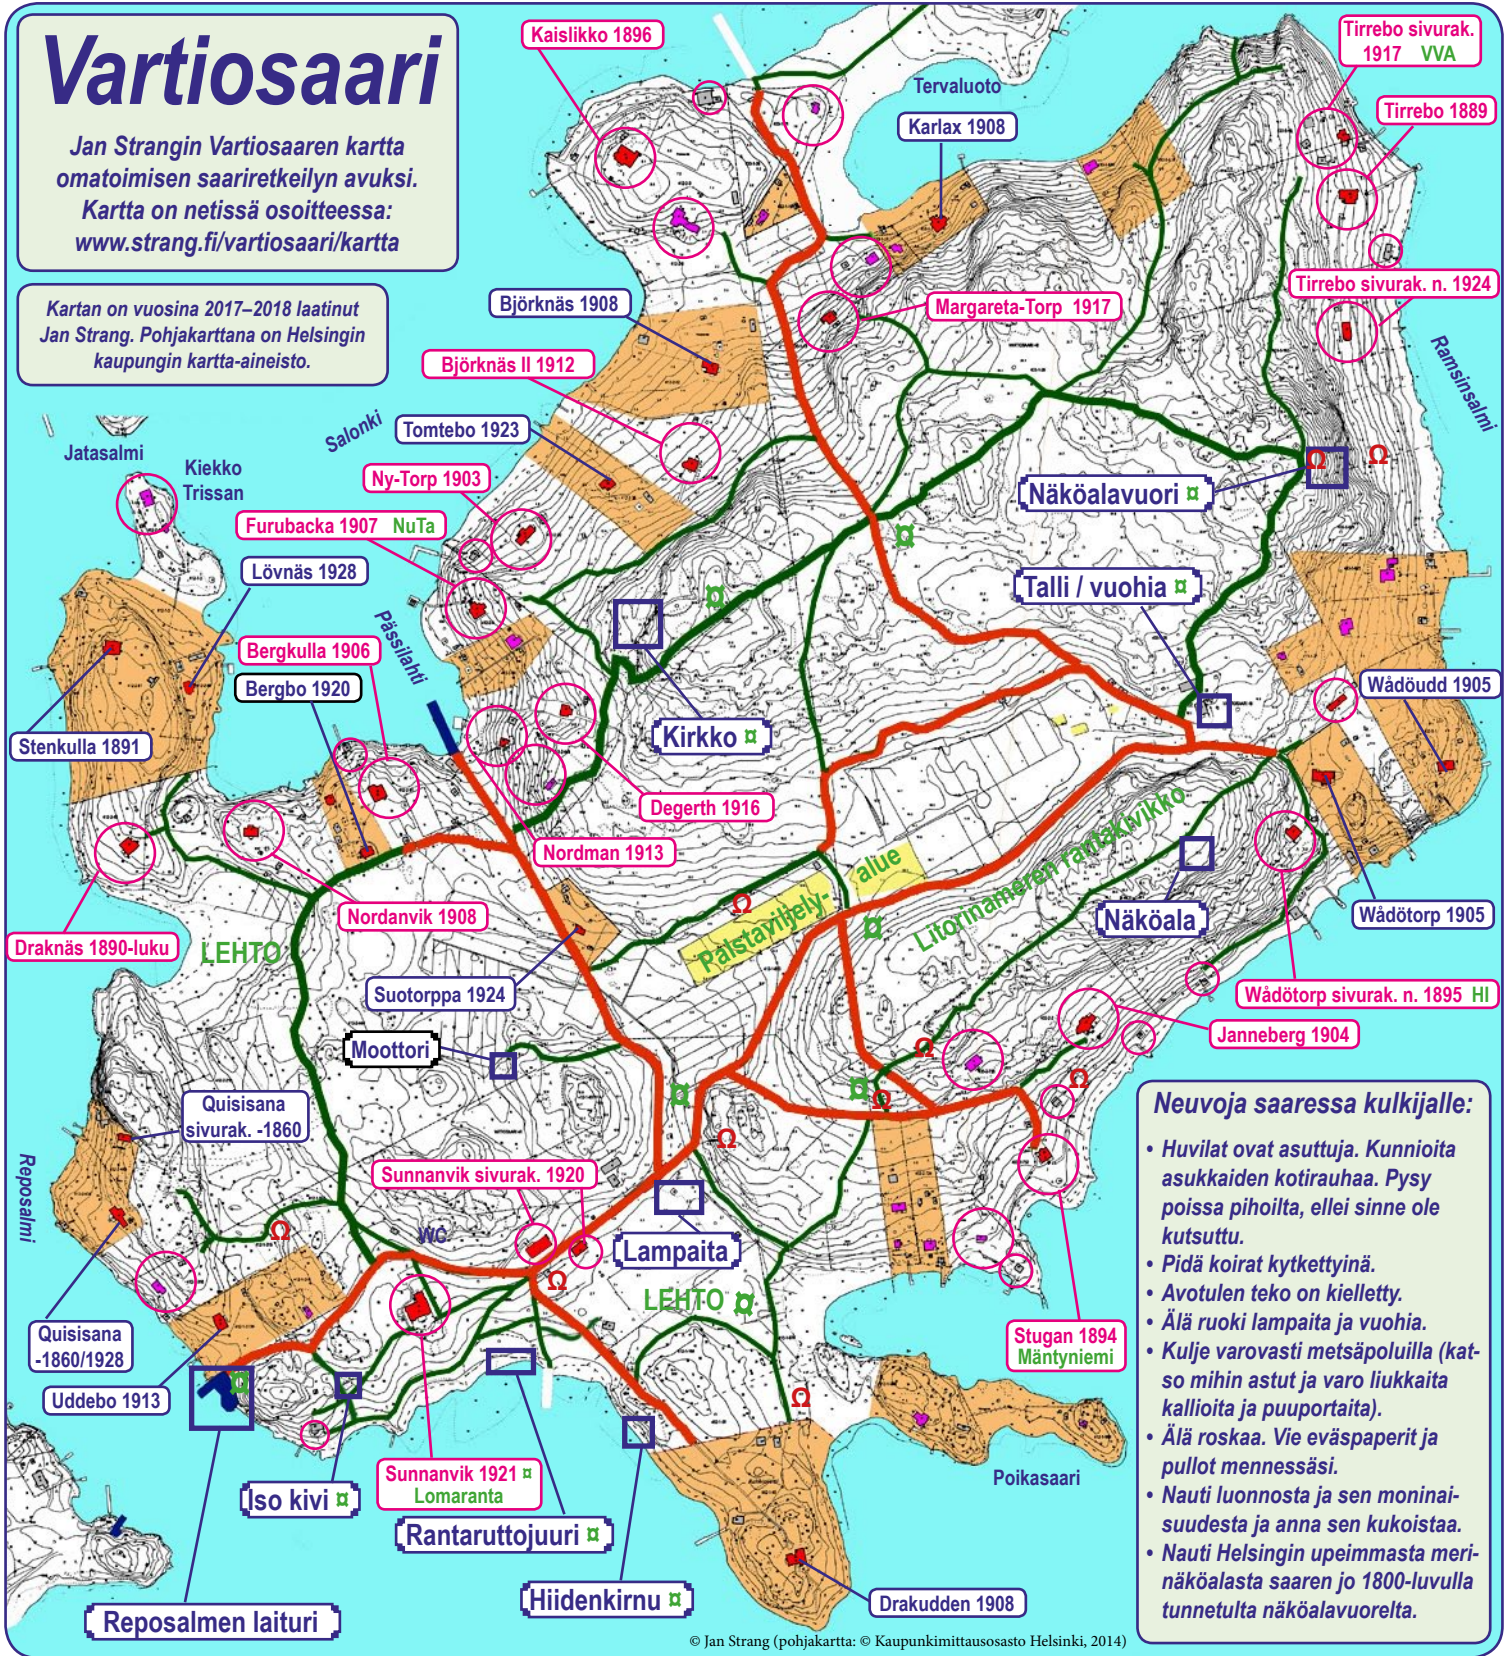 Vartiosaari
Jan Strangin Vartiosaaren kartta
omatoimisen saariretkeilyn avuksi.
Kartta on netissä osoitteessa:
www.strang.fi/vartiosaari/kartta
Kartan on vuosina 2017–2018 laatinut
Jan Strang. Pohjakarttana on Helsingin
kaupungin kartta-aineisto.
Kaislikko 1896
Tervaluoto
Karlax 1908
Tirrebo sivurak.
1917 VVA
Tirrebo 1889
Tirrebo sivurak. n. 1924
Ramsinsalmi
Margareta-Torp 1917
Björknäs 1908
Björknäs II 1912
Salonki
Tomtebo 1923
Jatasalmi
Kiekko
Trissan
Ny-Torp 1903
Furubacka 1907 NuTa
Lövnäs 1928
Pässilahti
Bergkulla 1906
Bergbo 1920
Stenkulla 1891
Näköalavuori ¤
Ω
Ω
¤
¤
Talli / vuohia ¤
Kirkko ¤
Wådöudd 1905
Degerth 1916
Nordman 1913
Nordanvik 1908
Draknäs 1890-luku
LEHTO
Palstaviljely-
alue
Ω
¤
Litorinameren rantakivikko
Näköala
Wådötorp 1905
Wådötorp sivurak. n. 1895 HI
Janneberg 1904
Suotorppa 1924
Moottori
Ω
Ω
¤
Ω
¤
Ω
Quisisana
sivurak. -1860
Reposalmi
Sunnanvik sivurak. 1920
WC
Ω
Ω
Lampaita
LEHTO ¤
Quisisana
-1860/1928
Uddebo 1913
¤
Stugan 1894
Mäntyniemi
Ω
Poikasaari
Sunnanvik 1921 ¤
Lomaranta
Iso kivi ¤
Rantaruttojuuri ¤
Hiidenkirnu ¤
Reposalmen laituri
Drakudden 1908
Neuvoja saaressa kulkijalle:
• Huvilat ovat asuttuja. Kunnioita
asukkaiden kotirauhaa. Pysy
poissa pihoilta, ellei sinne ole
kutsuttu.
• Pidä koirat kytkettyinä.
• Avotulen teko on kielletty.
• Älä ruoki lampaita ja vuohia.
• Kulje varovasti metsäpoluilla (kat-
so mihin astut ja varo liukkaita
kallioita ja puuportaita).
• Älä roskaa. Vie eväspaperit ja
pullot mennessäsi.
• Nauti luonnosta ja sen moninai-
suudesta ja anna sen kukoistaa.
• Nauti Helsingin upeimmasta meri-
näköalasta saaren jo 1800-luvulla
tunnetulta näköalavuorelta.
© Jan Strang (pohjakartta: © Kaupunkimittausosasto Helsinki, 2014)